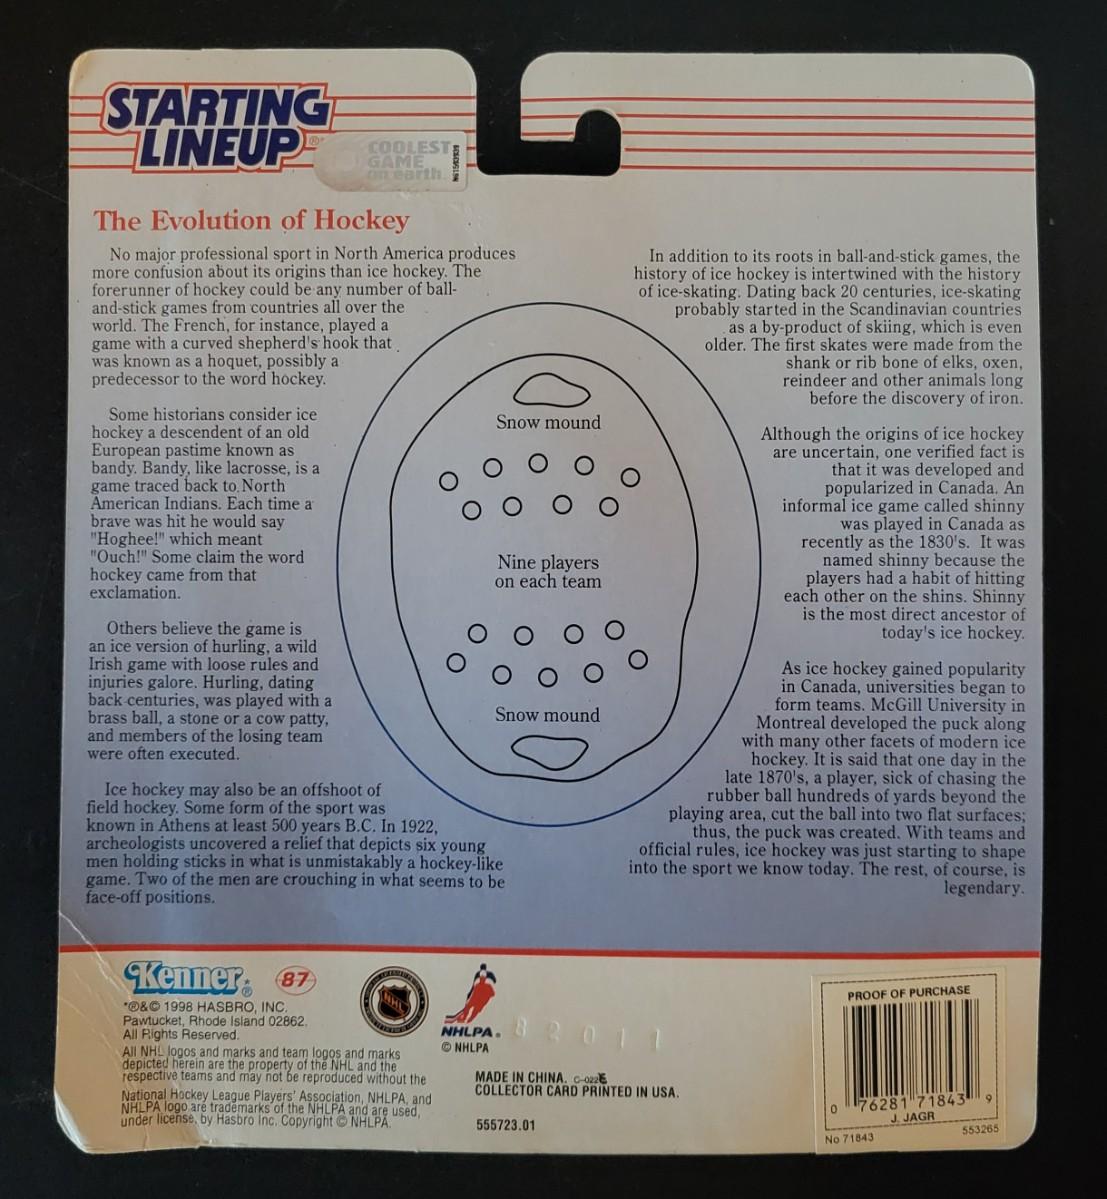 STARTING
LINEUP®
COOLEST
GAME
on earth
The Evolution of Hockey
No major professional sport in North America produces
more confusion about its origins than ice hockey. The
forerunner of hockey could be any number of ball-
and-stick games from countries all over the
world. The French, for instance, played a
game with a curved shepherd's hook that
was known as a hoquet, possibly a
predecessor to the word hockey.
Some historians consider ice
hockey a descendent of an old
European pastime known as
bandy. Bandy, like lacrosse, is a
game traced back to North
American Indians. Each time a
brave was hit he would say
"Hoghee!" which meant
"Ouch!" Some claim the word
hockey came from that
exclamation.
Others believe the game is
an ice version of hurling, a wild
Irish game with loose rules and
injuries galore. Hurling, dating
back centuries, was played with a
brass ball, a stone or a cow patty,
and members of the losing team
were often executed.
Ice hockey may also be an offshoot of
field hockey. Some form of the sport was
known in Athens at least 500 years B.C. In 1922,
archeologists uncovered a relief that depicts six young
men holding sticks in what is unmistakably a hockey-like
game. Two of the men are crouching in what seems to be
face-off positions.
Snow mound
Nine players
on each team
Snow mound
In addition to its roots in ball-and-stick games, the
history of ice hockey is intertwined with the history
of ice-skating. Dating back 20 centuries, ice-skating
probably started in the Scandinavian countries
as a by-product of skiing, which is even
older. The first skates were made from the
shank or rib bone of elks, oxen,
reindeer and other animals long
before the discovery of iron.
Although the origins of ice hockey
are uncertain, one verified fact is
that it was developed and
popularized in Canada. An
informal ice game called shinny
was played in Canada as
recently as the 1830's. It was
named shinny because the
players had a habit of hitting
each other on the shins. Shinny
is the most direct ancestor of
today's ice hockey.
As ice hockey gained popularity
in Canada, universities began to
form teams. McGill University in
Montreal developed the puck along
with many other facets of modern ice
hockey. It is said that one day in the
late 1870's, a player, sick of chasing the
rubber ball hundreds of yards beyond the
playing area, cut the ball into two flat surfaces;
thus, the puck was created. With teams and
official rules, ice hockey was just starting to shape
into the sport we know today. The rest, of course, is
legendary.
Kenner®
87
*®&© 1998 HASBRO, INC.
Pawtucket, Rhode Island 02862.
All Rights Reserved.
All NHL logos and marks and team logos and marks
depicted herein are the property of the NHL and the
respective teams and may not be reproduced without the
National Hockey League Players' Association, NHLPA, and
NHLPA logo are trademarks of the NHLPA and are used,
under license, by Hasbro Inc. Copyright © NHLPA.
NHL
NHLPA
© NHLPA
82011
MADE IN CHINA.
COLLECTOR CARD PRINTED IN USA.
555723.01
PROOF OF PURCHASE
0 76281 71843 9
J. JAGR
No 71843 553265